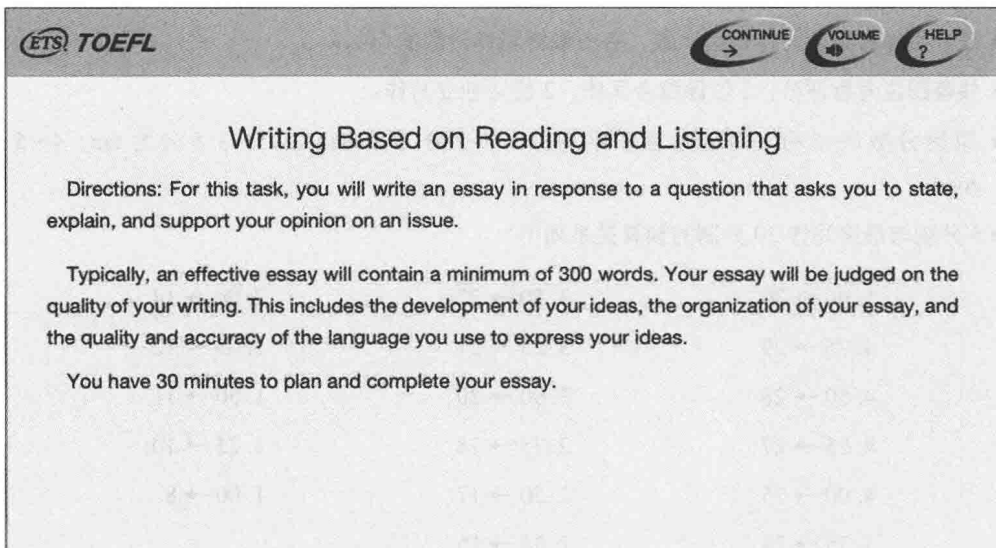 ETS TOEFL
CONTINUE
→
VOLUME
HELP
?
Writing Based on Reading and Listening
Directions: For this task, you will write an essay in response to a question that asks you to state,
explain, and support your opinion on an issue.
Typically, an effective essay will contain a minimum of 300 words. Your essay will be judged on the
quality of your writing. This includes the development of your ideas, the organization of your essay, and
the quality and accuracy of the language you use to express your ideas.
You have 30 minutes to plan and complete your essay.